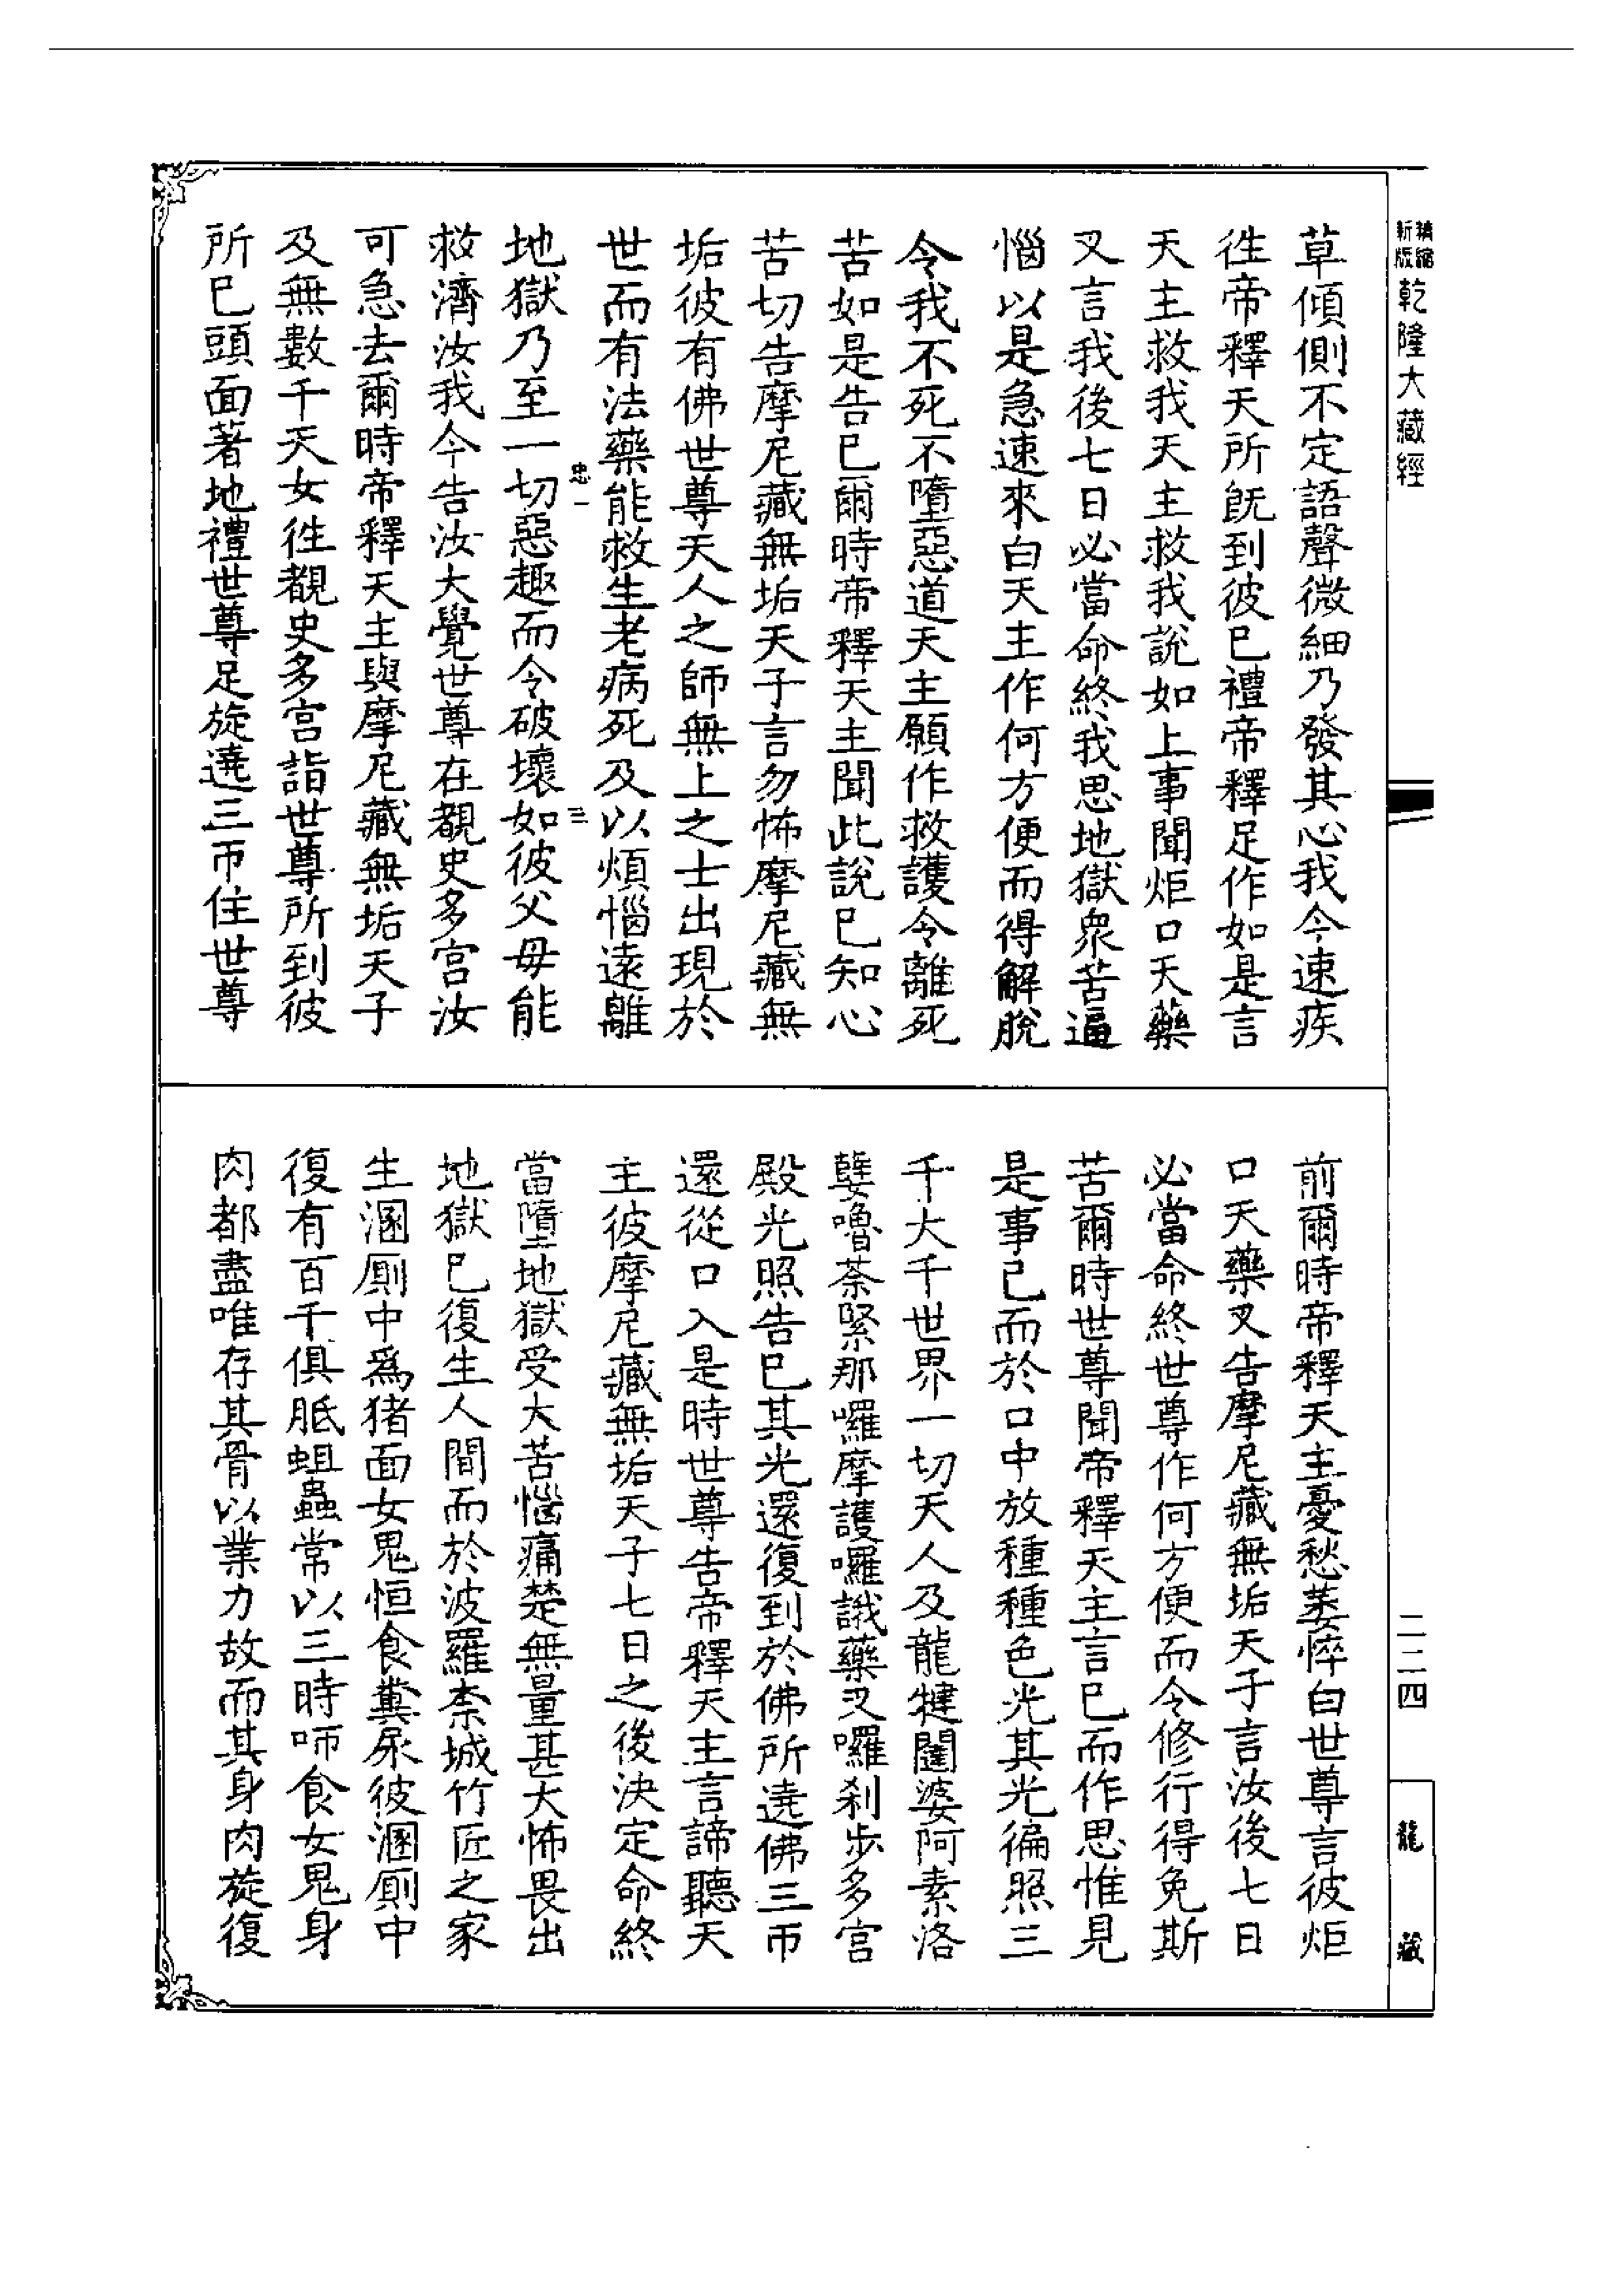 新版精縮乾隆大藏經
草傾側不定語聲微細乃發其心我今速疾
徃帝釋天所旣到彼巳禮帝釋足作如是言
天主救我天主救我說如上事聞炬口天藥
叉言我後七日必當命終我思地獄衆苦逼
惱以是急速來白天主作何方便而得解脫
令我不死不墮惡道天主願作救護令離死
苦如是告巳爾時帝釋天主聞此說巳知心
苦切告摩尼藏無垢天子言勿怖摩尼藏無
垢彼有佛世尊天人之師無上之士出現於
世而有法藥能救生老病死及以煩惱遠離
忠一 三
地獄乃至一切惡趣而令破壞如彼父母能
救濟汝我今告汝大覺世尊在覩史多宮汝
可急去爾時帝釋天主與摩尼藏無垢天子
及無數千天女徃覩史多宮詣世尊所到彼
所巳頭面著地禮世尊足旋遶三帀住世尊
前爾時帝釋天主憂愁萎悴白世尊言彼炬
口天藥叉告摩尼藏無垢天子言汝後七日
必當命終世尊作何方便而令修行得免斯
苦爾時世尊聞帝釋天主言巳而作思惟見
是事已而於口中放種種色光其光徧照三
千大千世界一切天人及龍犍闥婆阿素洛
孽嚕荼緊那囉摩護囉誐藥叉囉剎步多宮
殿光照告巳其光還復到於佛所遶佛三帀
還從口入是時世尊告帝釋天主言諦聽天
主彼摩尼藏無垢天子七日之後決定命終
當墮地獄受大苦惱痛楚無量甚大怖畏出
地獄巳復生人間而於波羅柰城竹匠之家
生溷厠中爲猪面女鬼恒食糞尿彼溷厠中
復有百千俱胝蛆蟲常以三時咂食女鬼身
肉都盡唯存其骨以業力故而其身肉旋復
二二四
龍藏